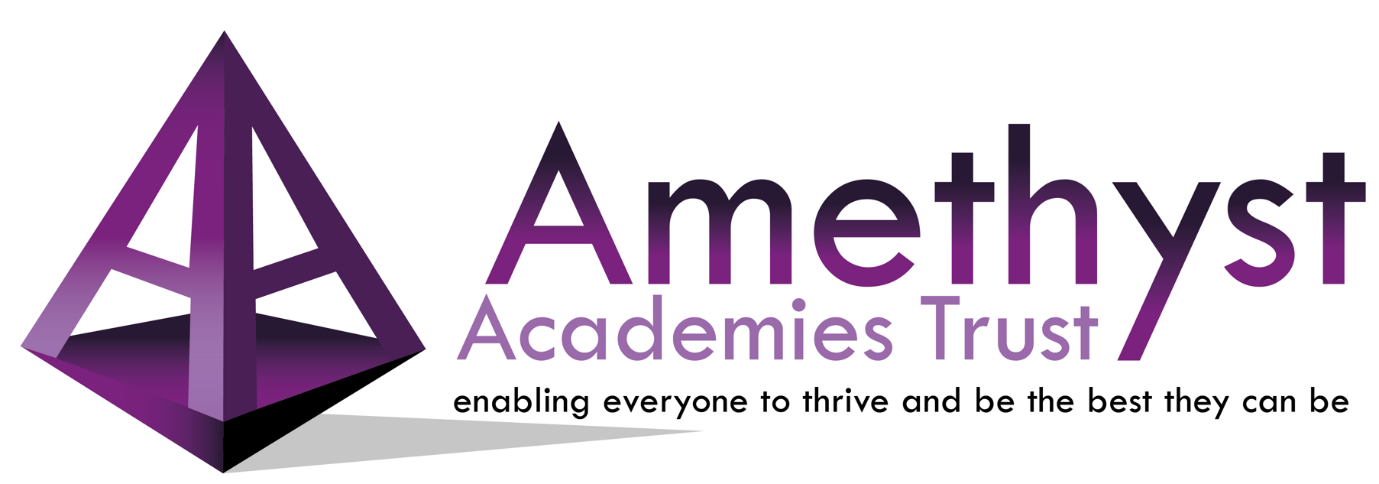 Amethyst
Academies Trust
enabling everyone to thrive and be the best they can be